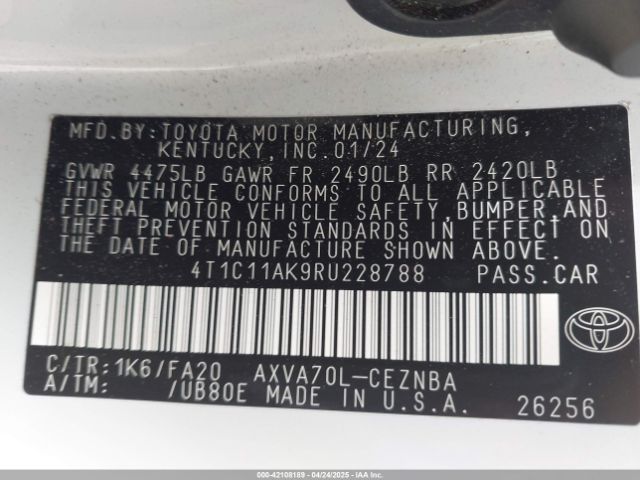 MFD.BY:TOYOTA MOTOR MANUFACTURING,
KENTUCKY,INC.01/24
GVWR 4475LB GAWR FR 2490LB RR 2420LB
THIS VEHICLE CONFORMS TO ALL APPLICABLE
FEDERAL MOTOR VEHICLE SAFETY,BUMPER,AND
THEFT PREVENTION STANDARDS IN EFFECT ON
THE DATE OF MANUFACTURE SHOWN ABOVE.
4T1C11AK9RU228788 PASS.CAR
C/TR:1K6/FA20 AXVA70L-CEZNBA
A/TM: /UB80E MADE IN U.S.A. 26256
TOYOTA
000-42108189 - 04/24/2025 - IAA Inc.